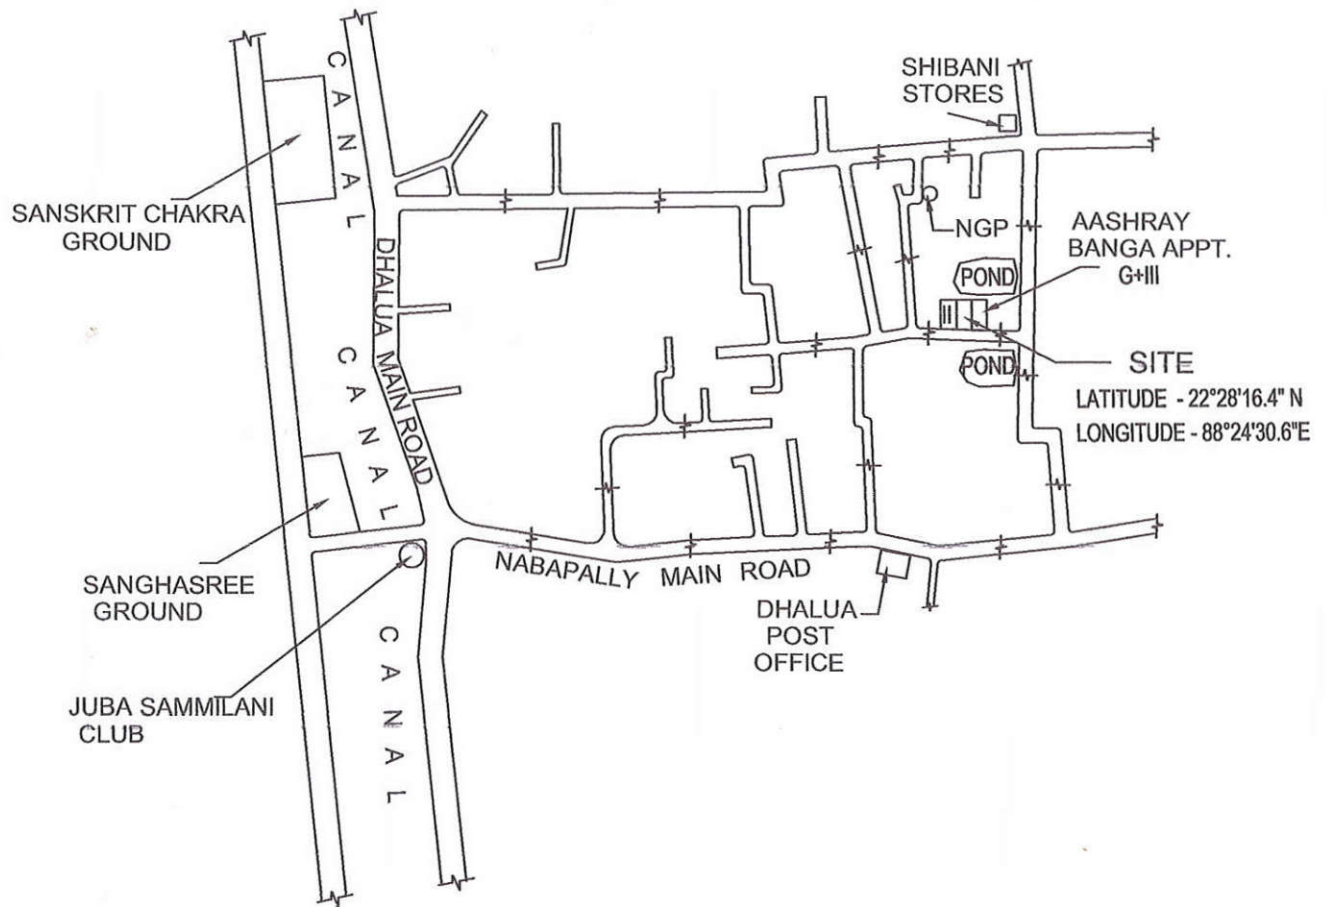 SHIBANI
STORES
CANAL
SANSKRIT CHAKRA
GROUND
NGP
AASHRAY
BANGA APPT.
G+III
POND
DHALUA MAIN ROAD
SITE
POND
LATITUDE - 22°28'16.4" N
LONGITUDE - 88°24'30.6"E
CANAL
CANAL
SANGHASREE
GROUND
NABAPALLY MAIN ROAD
DHALUA
POST
OFFICE
JUBA SAMMILANI
CLUB
CANAL